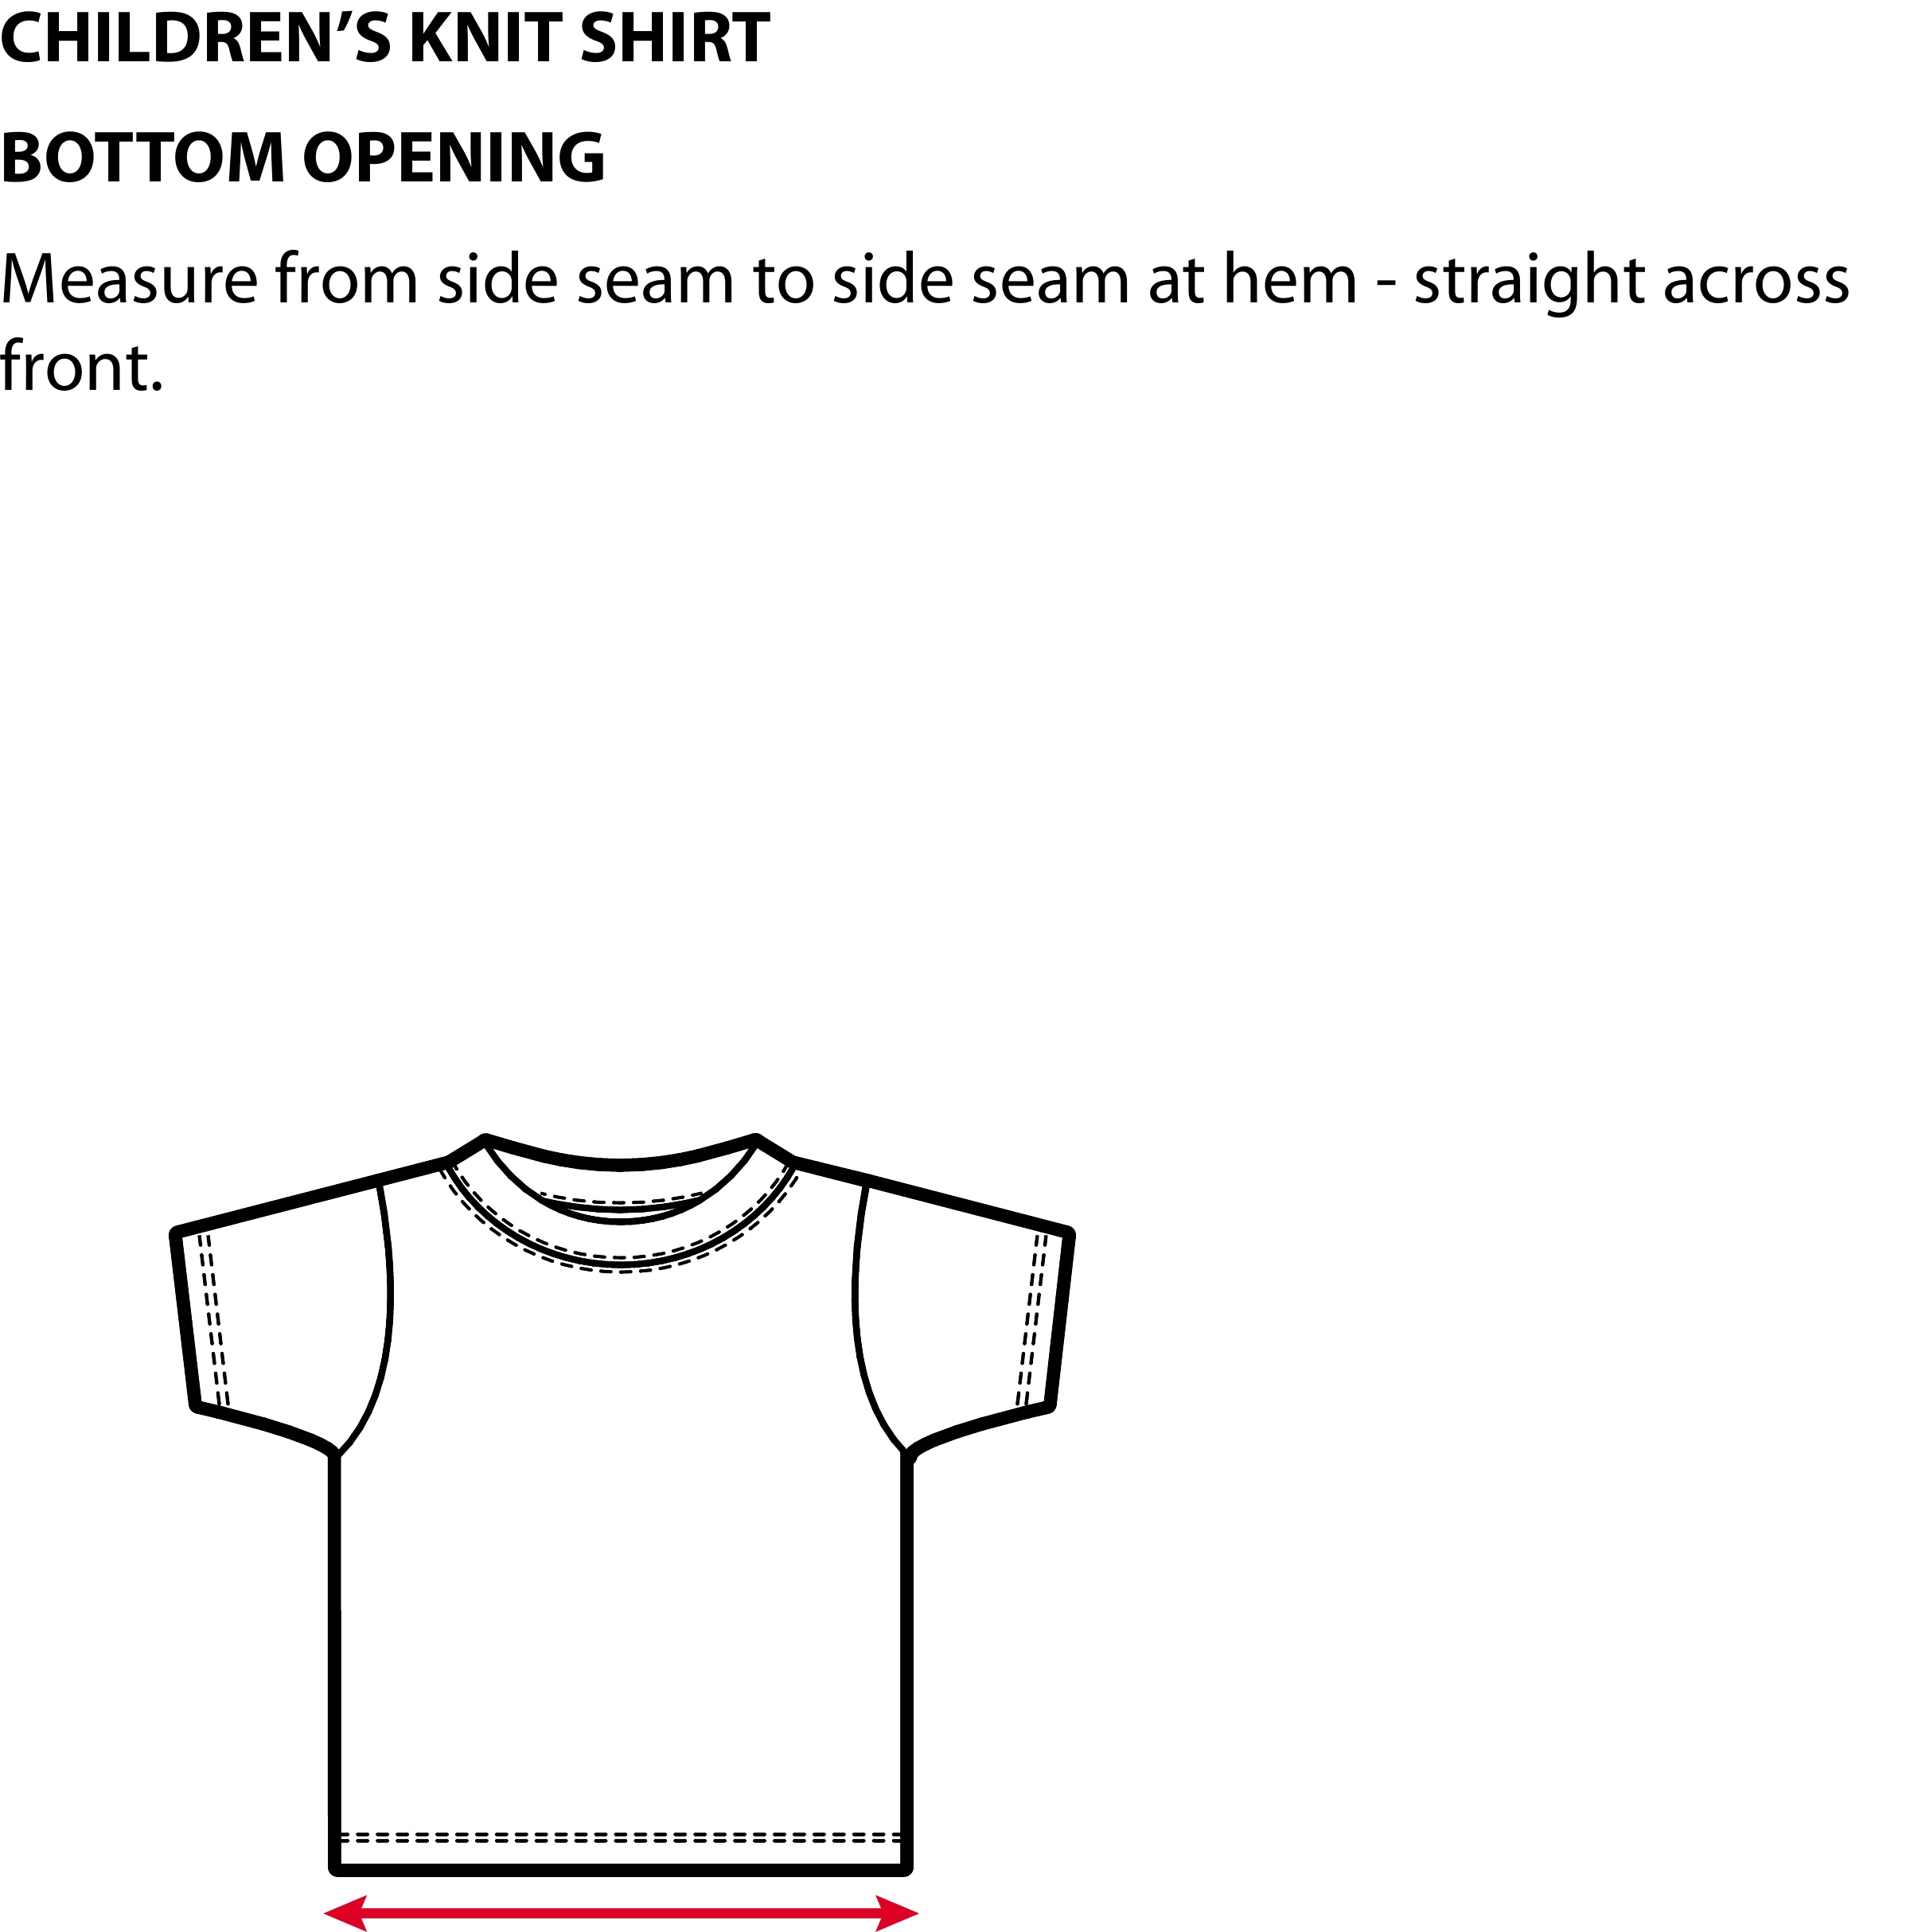 CHILDREN’S KNIT SHIRT
BOTTOM OPENING
Measure from side seam to side seam at hem - straight across
front.